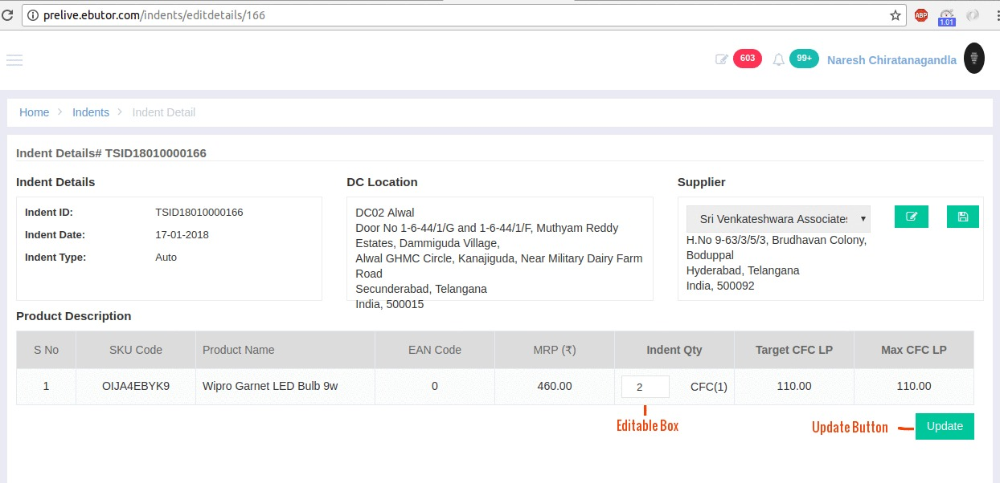 prelive.ebutor.com/indents/editdetails/166
ABP
1.01
603
99+
Naresh Chiratanagandla
Home > Indents > Indent Detail
Indent Details# TSID18010000166
Indent Details
Indent ID: TSID18010000166
Indent Date: 17-01-2018
Indent Type: Auto
DC Location
DC02 Alwal
Door No 1-6-44/1/G and 1-6-44/1/F, Muthyam Reddy
Estates, Dammiguda Village,
Alwal GHMC Circle, Kanajiguda, Near Military Dairy Farm
Road
Secunderabad, Telangana
India, 500015
Supplier
Sri Venkateshwara Associates
H.No 9-63/3/5/3, Brudhavan Colony,
Boduppal
Hyderabad, Telangana
India, 500092
Product Description
S No SKU Code Product Name EAN Code MRP (₹) Indent Qty Target CFC LP Max CFC LP
1 OIJA4EBYK9 Wipro Garnet LED Bulb 9w 0 460.00 2 CFC(1) 110.00 110.00
Editable Box
Update Button
Update